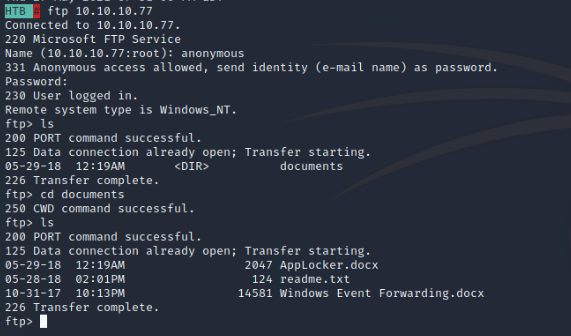 HTB # ftp 10.10.10.77
Connected to 10.10.10.77.
220 Microsoft FTP Service
Name (10.10.10.77:root): anonymous
331 Anonymous access allowed, send identity (e-mail name) as password.
Password:
230 User logged in.
Remote system type is Windows_NT.
ftp> ls
200 PORT command successful.
125 Data connection already open; Transfer starting.
05-29-18  12:19AM       <DIR>          documents
226 Transfer complete.
ftp> cd documents
250 CWD command successful.
ftp> ls
200 PORT command successful.
125 Data connection already open; Transfer starting.
05-29-18  12:19AM                 2047 AppLocker.docx
05-28-18  02:01PM                  124 readme.txt
10-31-17  10:13PM                14581 Windows Event Forwarding.docx
226 Transfer complete.
ftp>